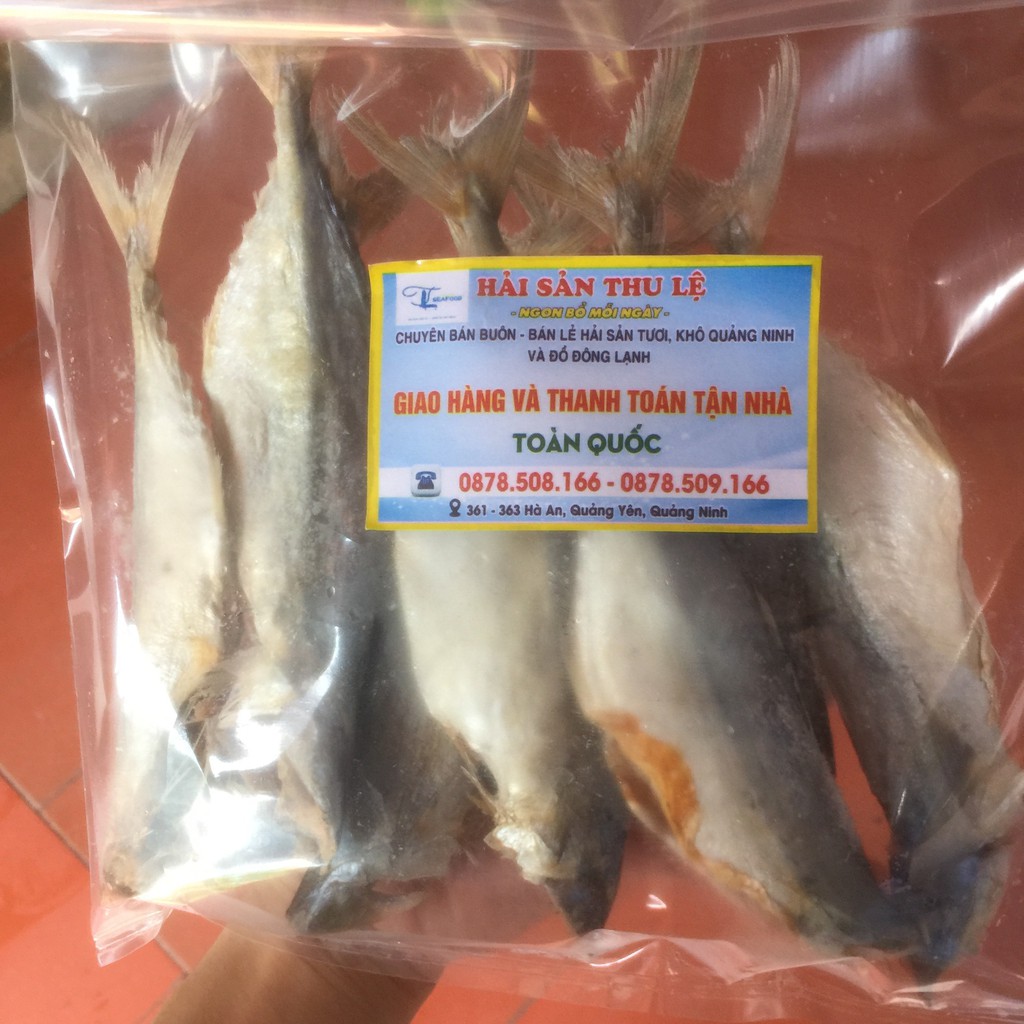 TL SEAFOOD
HẢI SẢN THU LỆ
- NGON BỔ MỖI NGÀY -
CHUYÊN BÁN BUÔN - BÁN LẺ HẢI SẢN TƯƠI, KHÔ QUẢNG NINH
VÀ ĐỒ ĐÔNG LẠNH
GIAO HÀNG VÀ THANH TOÁN TẬN NHÀ
TOÀN QUỐC
0878.508.166 - 0878.509.166
361 - 363 Hà An, Quảng Yên, Quảng Ninh